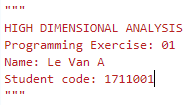 """
HIGH DIMENSIONAL ANALYSIS
Programming Exercise: 01
Name: Le Van A
Student code: 1711001
"""